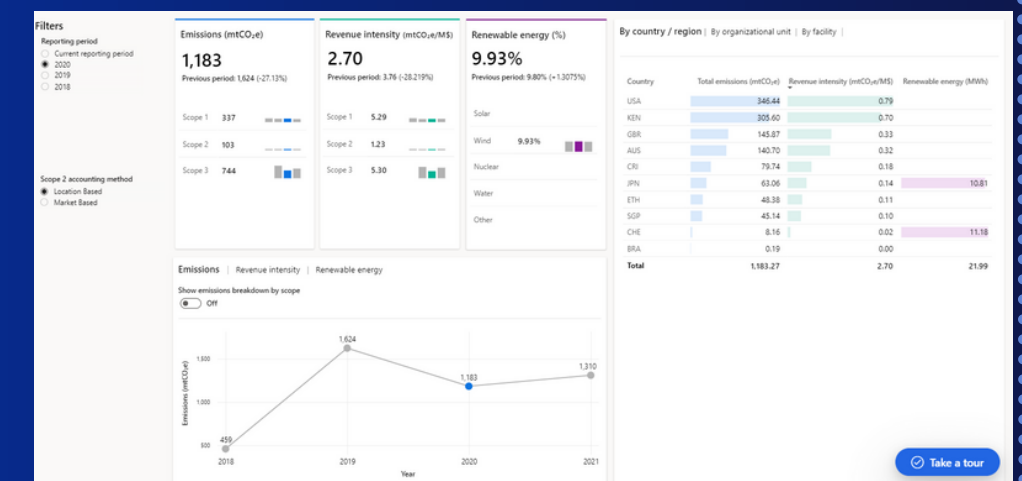 Filters
Reporting period
Current reporting period
2020
2019
2018
Scope 2 accounting method
Location Based
Market Based
Emissions (mtCO₂e)
1,183
Previous period: 1,624 (-27.13%)
Scope 1 337
Scope 2 103
Scope 3 744
Revenue intensity (mtCO₂e/M$)
2.70
Previous period: 3.76 (-28.219%)
Scope 1 5.29
Scope 2 1.23
Scope 3 5.30
Renewable energy (%)
9.93%
Previous period: 9.80% (+1.3075%)
Solar
Wind 9.93%
Nuclear
Water
Other
By country / region | By organizational unit | By facility |
Country Total emissions (mtCO₂e) Revenue intensity (mtCO₂e/M$) Renewable energy (MWh)
USA 346.44 0.79
KEN 305.60 0.70
GBR 145.87 0.33
AUS 140.70 0.32
CRI 79.74 0.18
JPN 63.06 0.14 10.81
ETH 48.38 0.11
SGP 45.14 0.10
CHE 8.16 0.02 11.18
BRA 0.19 0.00
Total 1,183.27 2.70 21.99
Emissions | Revenue intensity | Renewable energy
Show emissions breakdown by scope
Off
Emissions (mtCO₂e)
1,500
1,000
500
459
1,624
1,183
1,310
2018 2019 2020 2021
Year
Take a tour